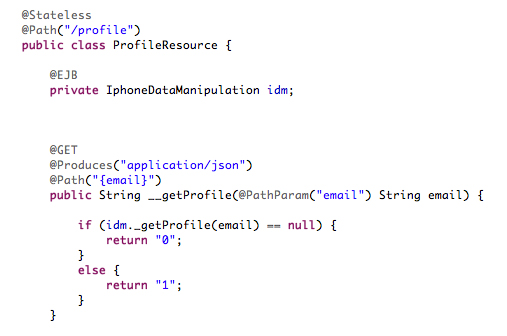 @Stateless
@Path("/profile")
public class ProfileResource {
@EJB
private IphoneDataManipulation idm;
@GET
@Produces("application/json")
@Path("{email}")
public String __getProfile(@PathParam("email") String email) {
if (idm._getProfile(email) == null) {
return "0";
}
else {
return "1";
}
}